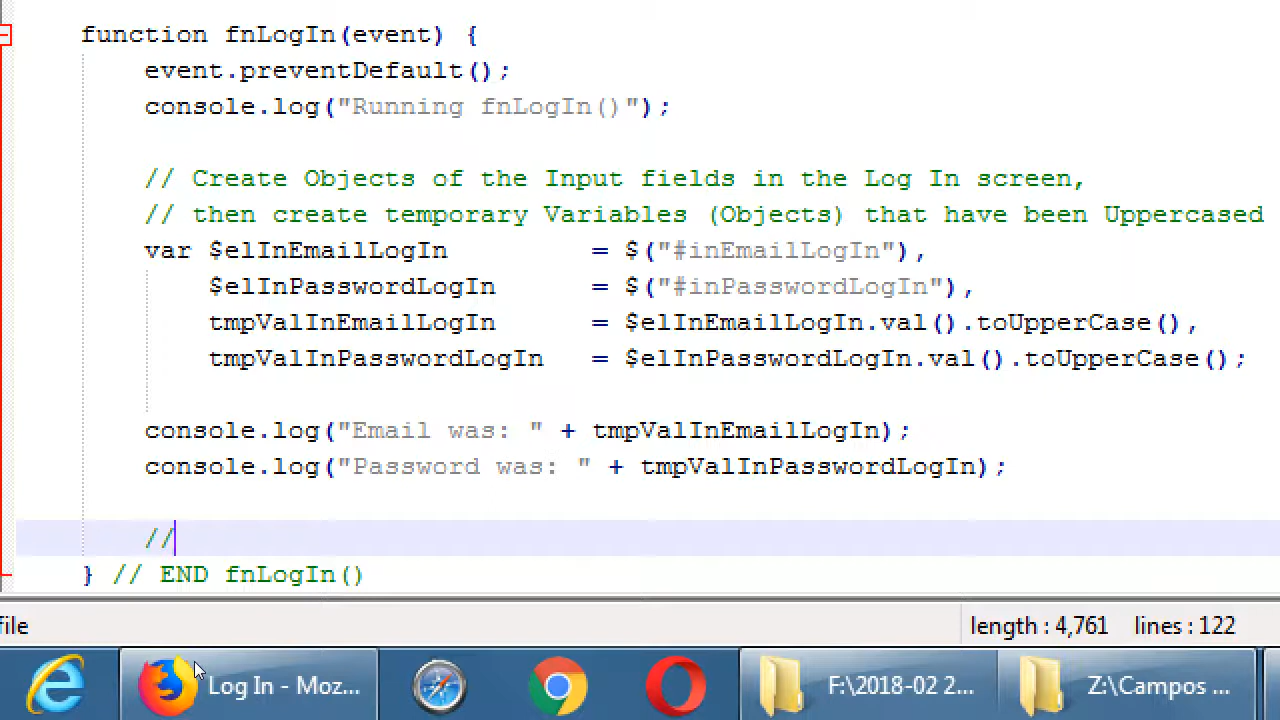 function fnLogIn(event) {
event.preventDefault();
console.log("Running fnLogIn()");
// Create Objects of the Input fields in the Log In screen,
// then create temporary Variables (Objects) that have been Uppercased
var $elInEmailLogIn = $("#inEmailLogIn"),
$elInPasswordLogIn = $("#inPasswordLogIn"),
tmpValInEmailLogIn = $elInEmailLogIn.val().toUpperCase(),
tmpValInPasswordLogIn = $elInPasswordLogIn.val().toUpperCase();
console.log("Email was: " + tmpValInEmailLogIn);
console.log("Password was: " + tmpValInPasswordLogIn);
//
} // END fnLogIn()
file length : 4,761 lines : 122
Log In - Moz... F:\2018-02 2... Z:\Campos ...